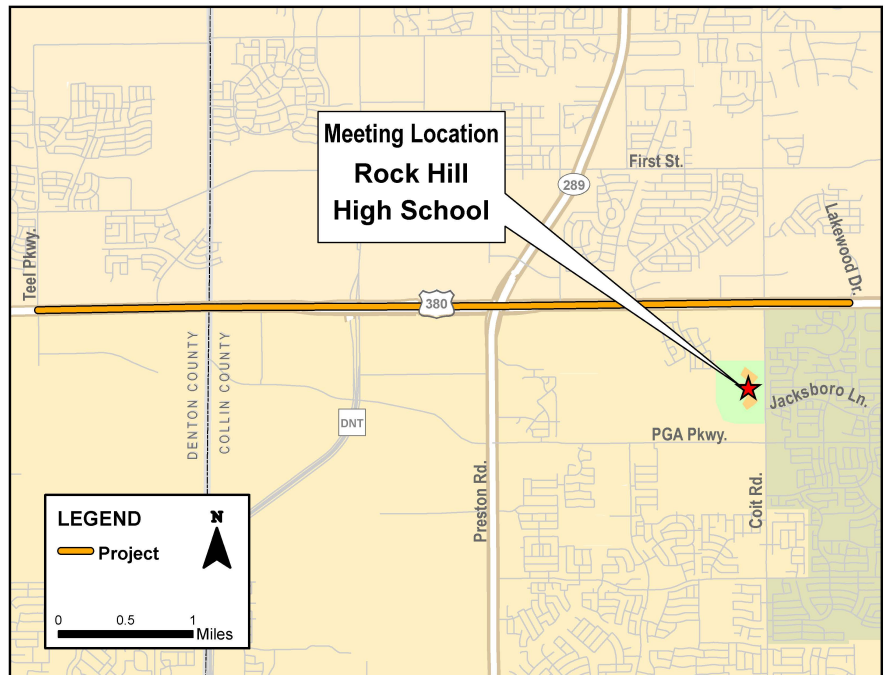 Meeting Location
Rock Hill
High School
First St.
289
Lakewood Dr.
Teel Pkwy.
380
DENTON COUNTY
COLLIN COUNTY
Jacksboro Ln.
DNT
PGA Pkwy.
Preston Rd.
Coit Rd.
LEGEND
N
Project
0 0.5 1
Miles